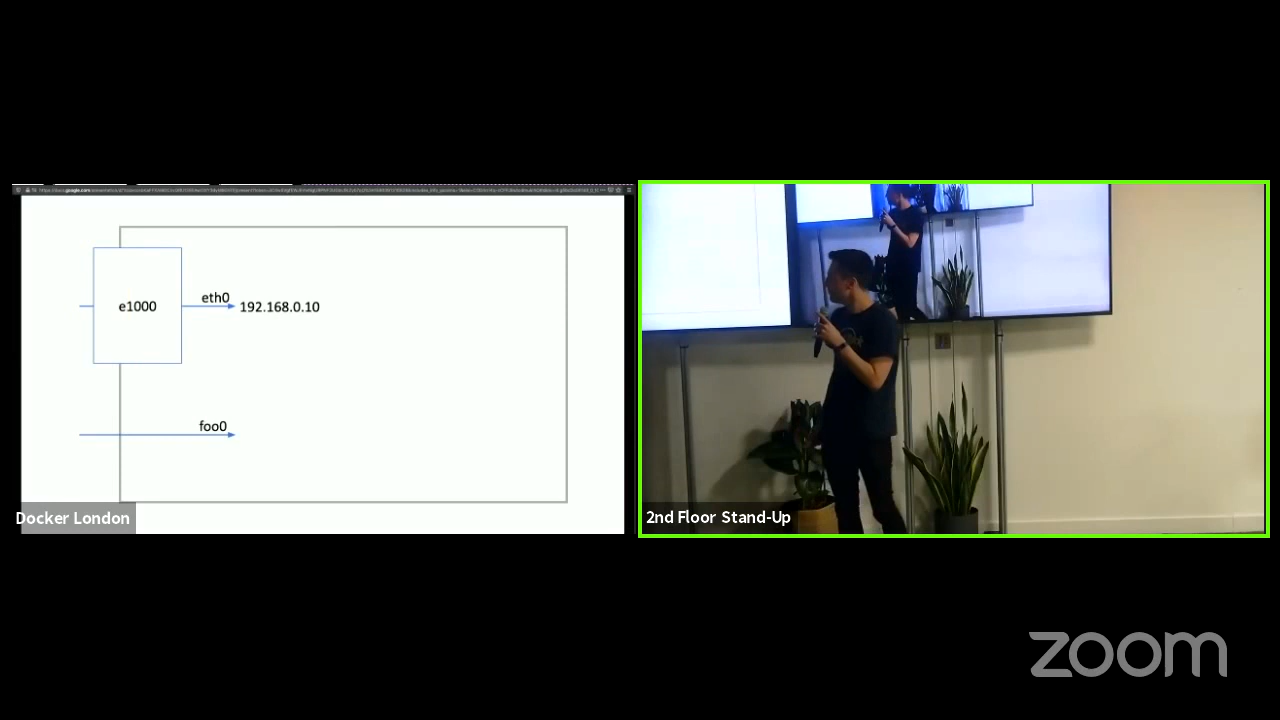 e1000
eth0
192.168.0.10
foo0
Docker London
2nd Floor Stand-Up
zoom